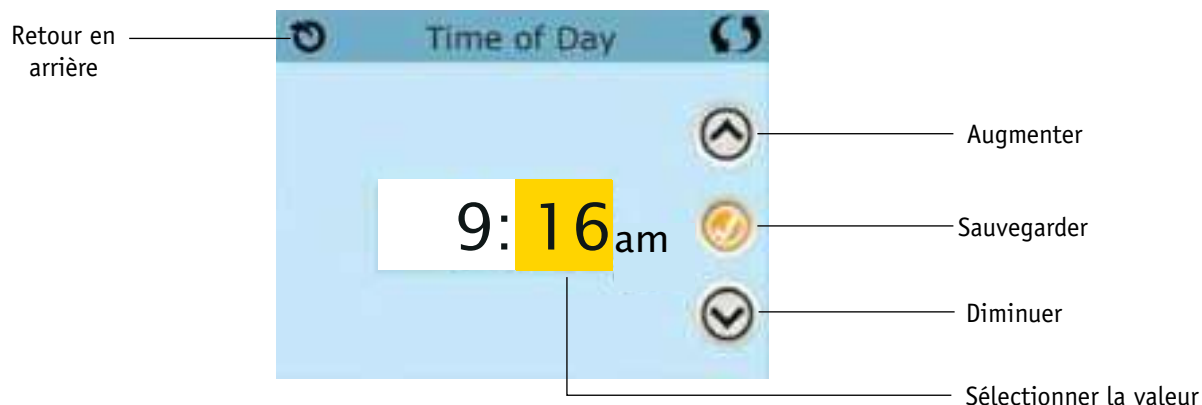 Retour en
arrière
Time of Day
Augmenter
9:16am
Sauvegarder
Diminuer
Sélectionner la valeur